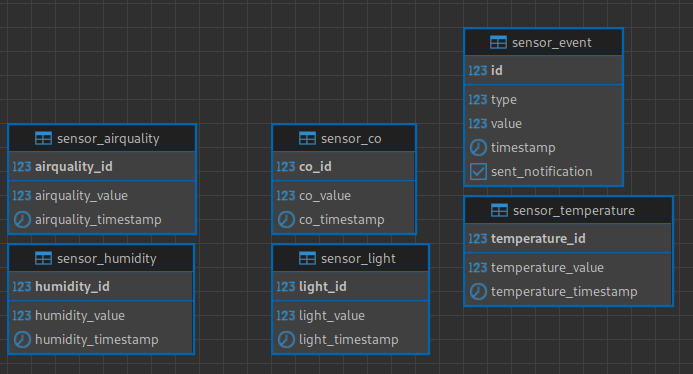 sensor_event
123 id
123 type
123 value
timestamp
sent_notification
sensor_airquality
123 airquality_id
123 airquality_value
airquality_timestamp
sensor_co
123 co_id
123 co_value
co_timestamp
sensor_temperature
123 temperature_id
123 temperature_value
temperature_timestamp
sensor_humidity
123 humidity_id
123 humidity_value
humidity_timestamp
sensor_light
123 light_id
123 light_value
light_timestamp